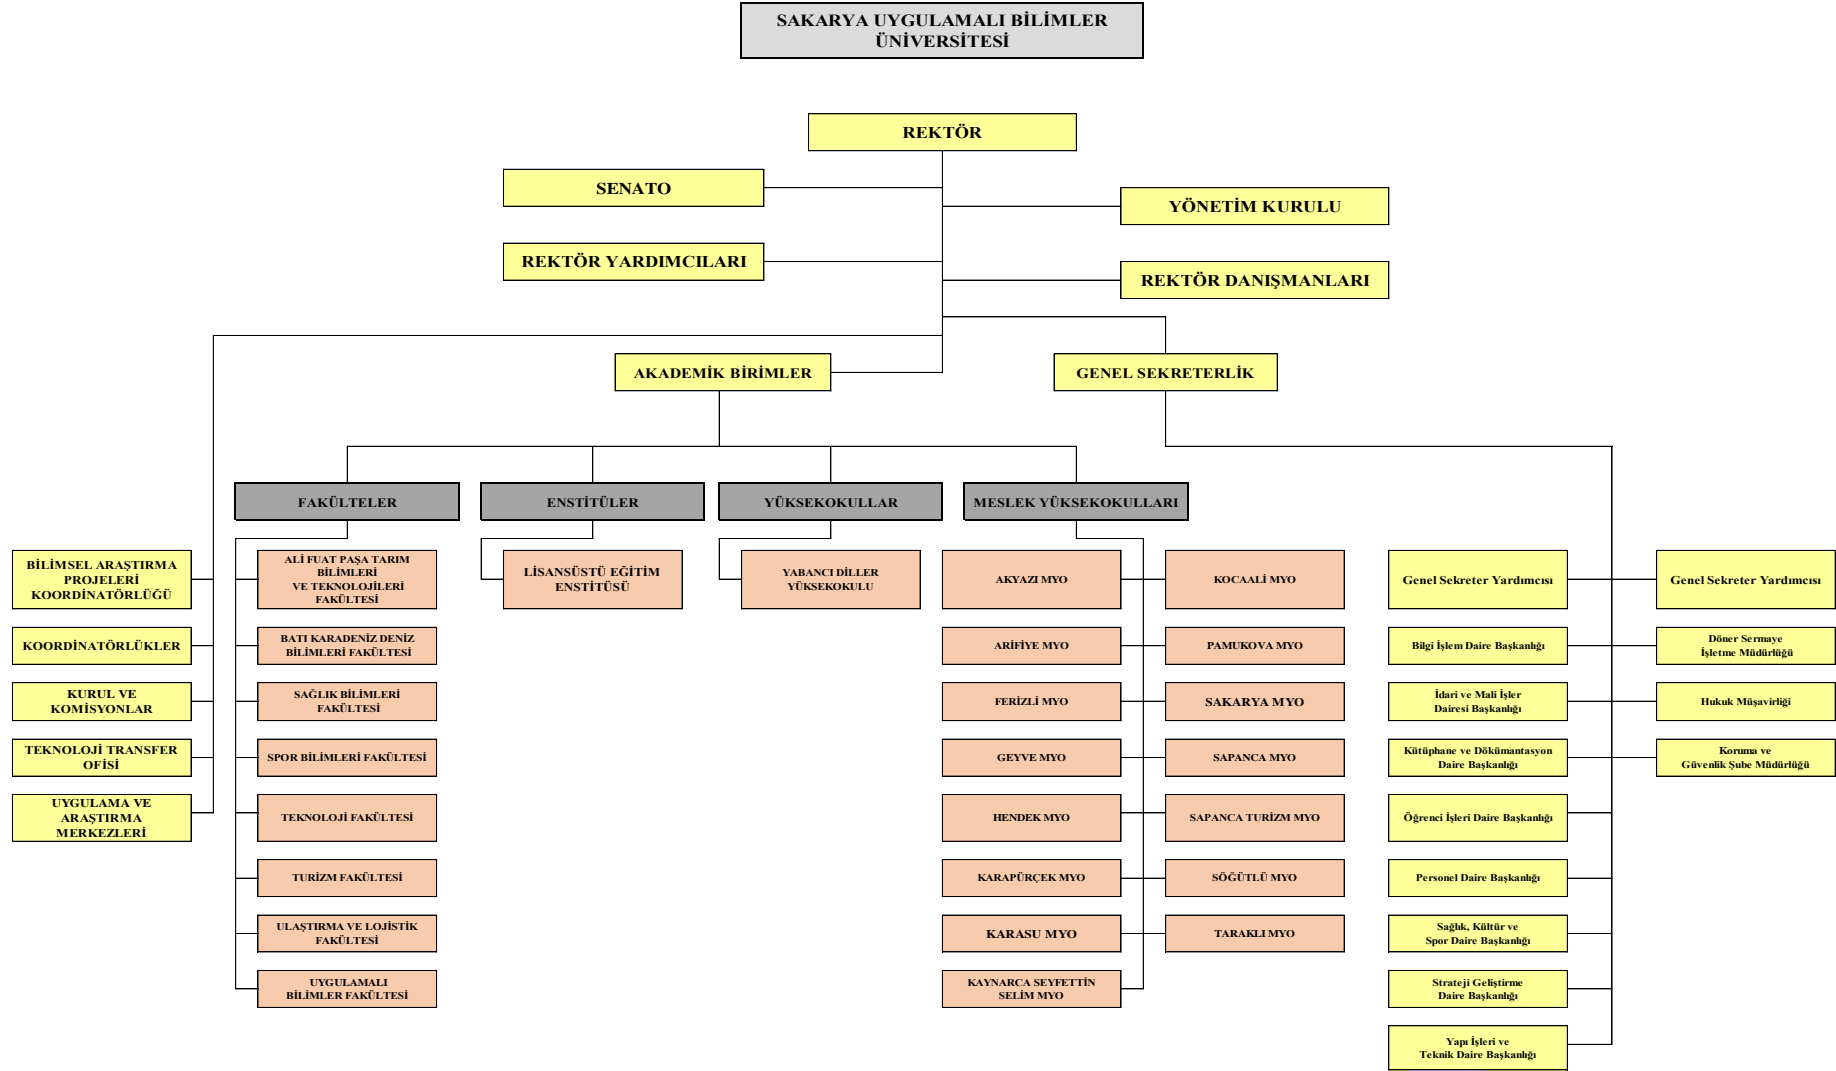 SAKARYA UYGULAMALI BİLİMLER
ÜNİVERSİTESİ
REKTÖR
SENATO
YÖNETİM KURULU
REKTÖR YARDIMCILARI
REKTÖR DANIŞMANLARI
AKADEMİK BİRİMLER
GENEL SEKRETERLİK
FAKÜLTELER
ENSTİTÜLER
YÜKSEKOKULLAR
MESLEK YÜKSEKOKULLARI
BİLİMSEL ARAŞTIRMA
PROJELERİ
KOORDİNATÖRLÜĞÜ
KOORDİNATÖRLÜKLER
KURUL VE
KOMİSYONLAR
TEKNOLOJİ TRANSFER
OFİSİ
UYGULAMA VE
ARAŞTIRMA
MERKEZLERİ
ALİ FUAT PAŞA TARIM
BİLİMLERİ
VE TEKNOLOJİLERİ
FAKÜLTESİ
BATI KARADENİZ DENİZ
BİLİMLERİ FAKÜLTESİ
SAĞLIK BİLİMLERİ
FAKÜLTESİ
SPOR BİLİMLERİ FAKÜLTESİ
TEKNOLOJİ FAKÜLTESİ
TURİZM FAKÜLTESİ
ULAŞTIRMA VE LOJİSTİK
FAKÜLTESİ
UYGULAMALI
BİLİMLER FAKÜLTESİ
LİSANSÜSTÜ EĞİTİM
ENSTİTÜSÜ
YABANCI DİLLER
YÜKSEKOKULU
AKYAZI MYO
ARİFİYE MYO
FERİZLİ MYO
GEYVE MYO
HENDEK MYO
KARAPÜRÇEK MYO
KARASU MYO
KAYNARCA SEYFETTİN
SELİM MYO
KOCAALİ MYO
PAMUKOVA MYO
SAKARYA MYO
SAPANCA MYO
SAPANCA TURİZM MYO
SÖĞÜTLÜ MYO
TARAKLI MYO
Genel Sekreter Yardımcısı
Bilgi İşlem Daire Başkanlığı
İdari ve Mali İşler
Dairesi Başkanlığı
Kütüphane ve Dökümantasyon
Daire Başkanlığı
Öğrenci İşleri Daire Başkanlığı
Personel Daire Başkanlığı
Sağlık, Kültür ve
Spor Daire Başkanlığı
Strateji Geliştirme
Daire Başkanlığı
Yapı İşleri ve
Teknik Daire Başkanlığı
Genel Sekreter Yardımcısı
Döner Sermaye
İşletme Müdürlüğü
Hukuk Müşavirliği
Koruma ve
Güvenlik Şube Müdürlüğü